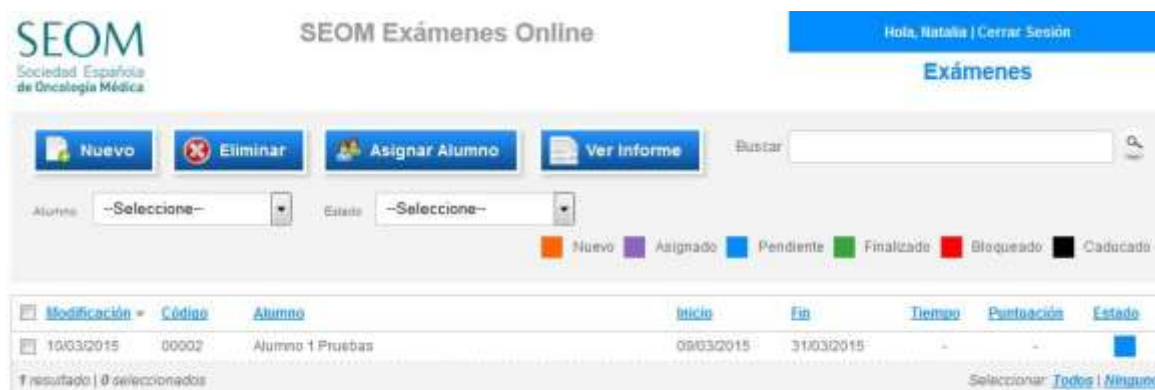 SEOM
Sociedad Española
de Oncología Médica
SEOM Exámenes Online
Hola, Natalia | Cerrar Sesión
Exámenes
Nuevo Eliminar Asignar Alumno Ver Informe Buscar
Alumno --Seleccione-- Estado --Seleccione--
Nuevo Asignado Pendiente Finalizado Bloqueado Caducado
Modificación Código Alumno Inicio Fin Tiempo Puntuación Estado
10/03/2015 00002 Alumno 1 Pruebas 09/03/2015 31/03/2015 - -
1 resultado | 0 seleccionados Seleccionar Todos | Ninguno